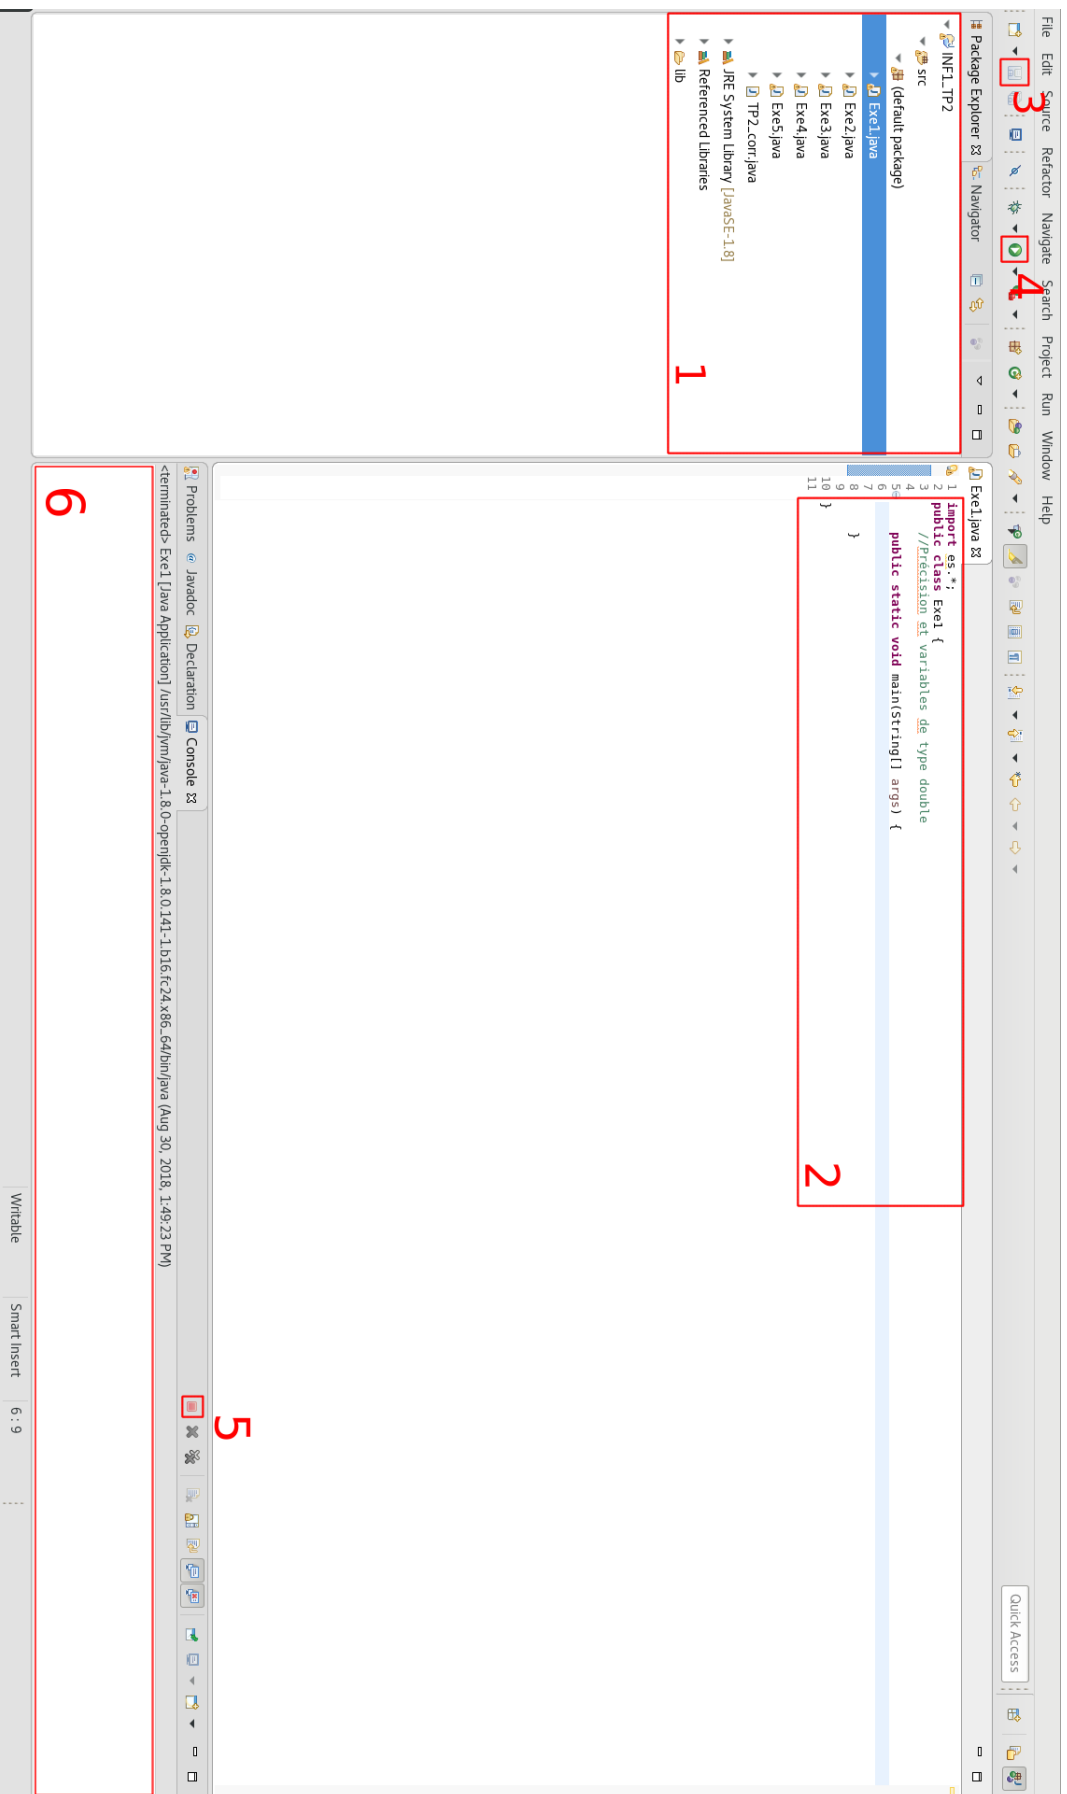 File Edit Source Refactor Navigate Search Project Run Window Help
3
4
Quick Access
Package Explorer
Navigator
INF1_TP2
src
(default package)
Exe1.java
Exe2.java
Exe3.java
Exe4.java
Exe5.java
TP2_corr.java
JRE System Library [JavaSE-1.8]
Referenced Libraries
lib
1
Exe1.java
1 import es.*;
2 public class Exe1 {
3 //Précision et variables de type double
4
5 public static void main(String[] args) {
6
7
8 }
9
10 }
11
2
5
Problems Javadoc Declaration Console
<terminated> Exe1 [Java Application] /usr/lib/jvm/java-1.8.0-openjdk-1.8.0.141-1.b16.fc24.x86_64/bin/java (Aug 30, 2018, 1:49:23 PM)
6
Writable Smart Insert 6 : 9